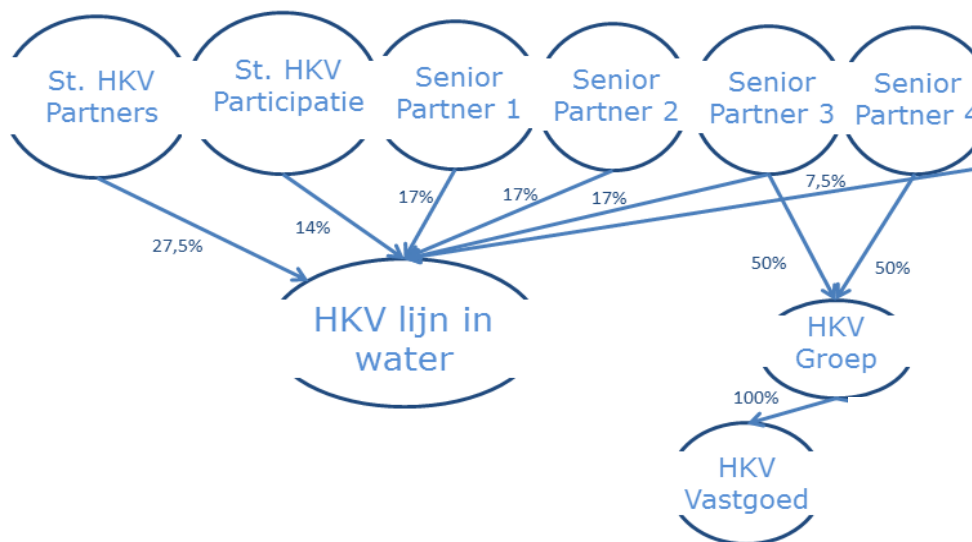 St. HKV
Partners
St. HKV
Participatie
Senior
Partner 1
Senior
Partner 2
Senior
Partner 3
Senior
Partner 4
27,5%
14%
17%
17%
17%
7,5%
50%
50%
HKV lijn in
water
HKV
Groep
100%
HKV
Vastgoed